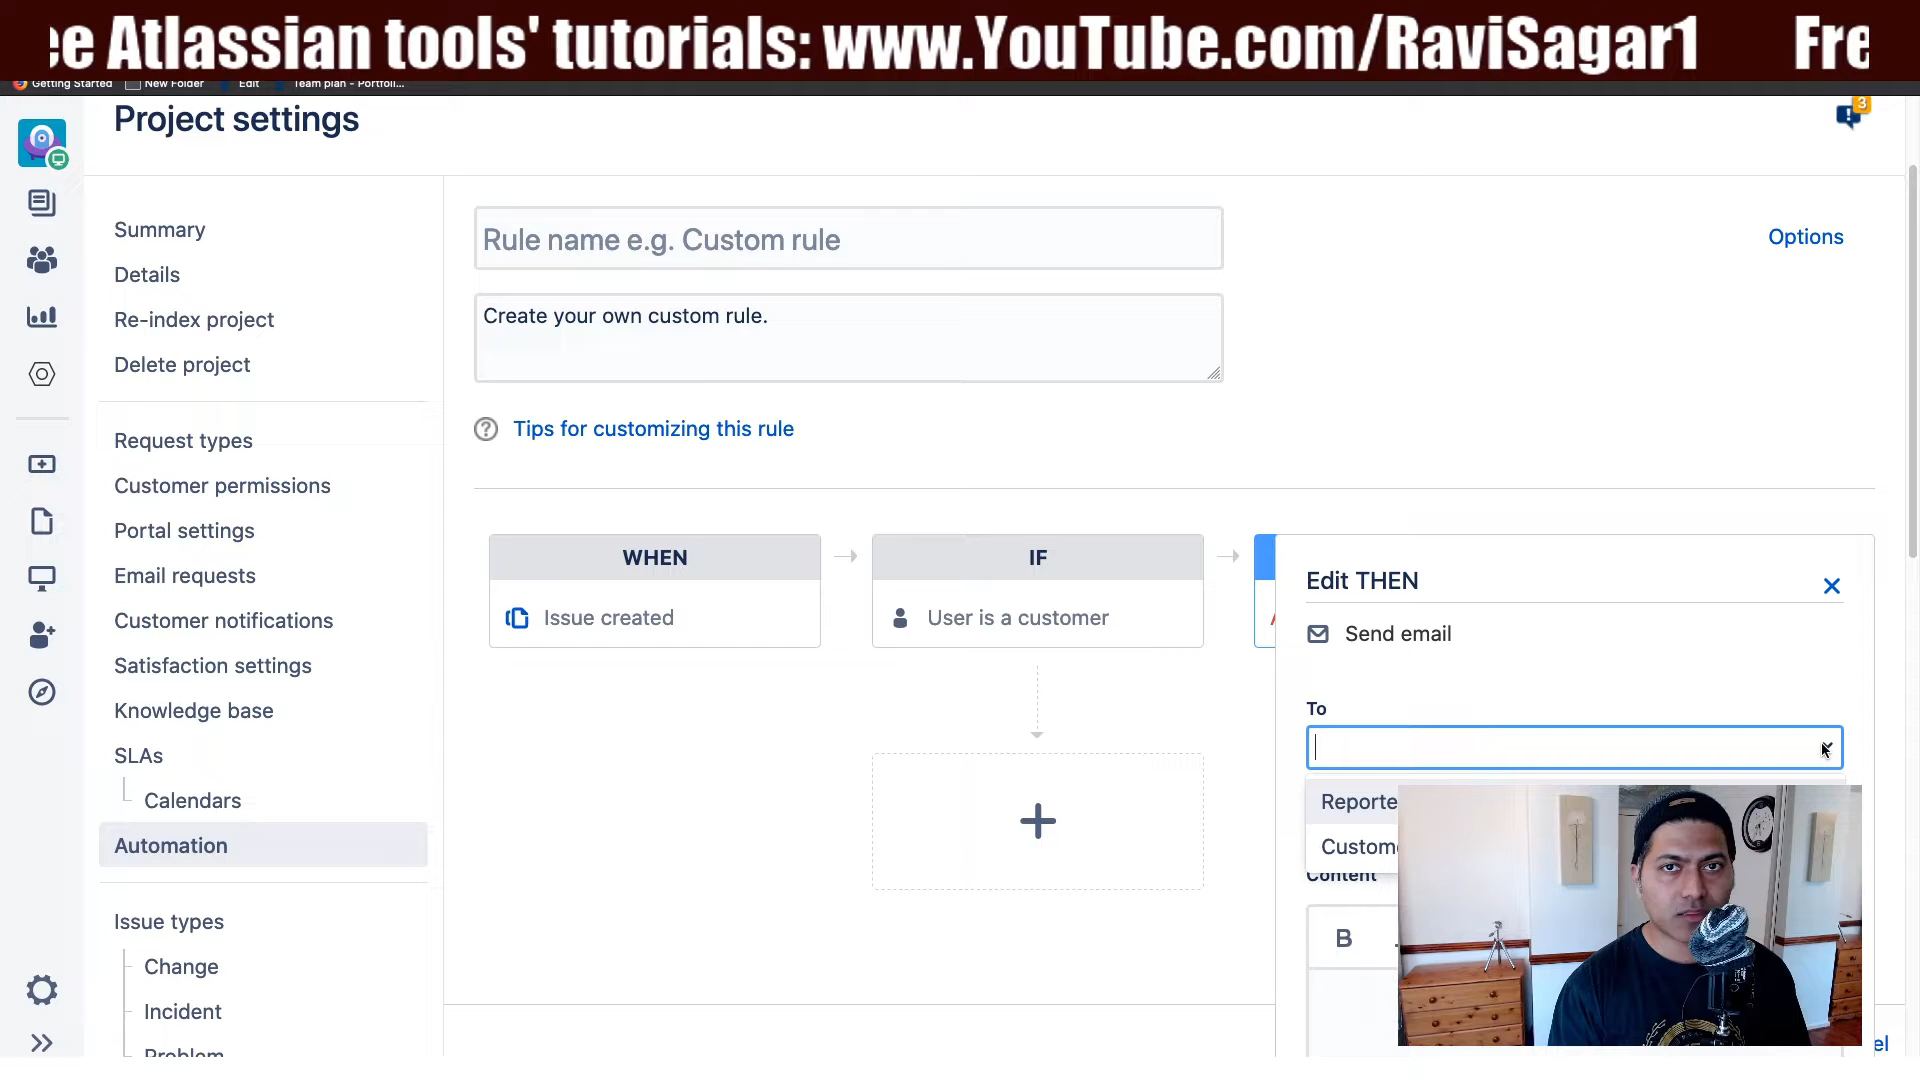 ee Atlassian tools' tutorials: www.YouTube.com/RaviSagar1 Fre
Getting Started New Folder Edit Team plan - Portfoli...
Project settings
3
Summary
Details
Re-index project
Delete project
Request types
Customer permissions
Portal settings
Email requests
Customer notifications
Satisfaction settings
Knowledge base
SLAs
Calendars
Automation
Issue types
Change
Incident
Problem
Rule name e.g. Custom rule
Options
Create your own custom rule.
Tips for customizing this rule
WHEN
Issue created
IF
User is a customer
Edit THEN
Send email
To
Reporte
Custom
Content
B
el